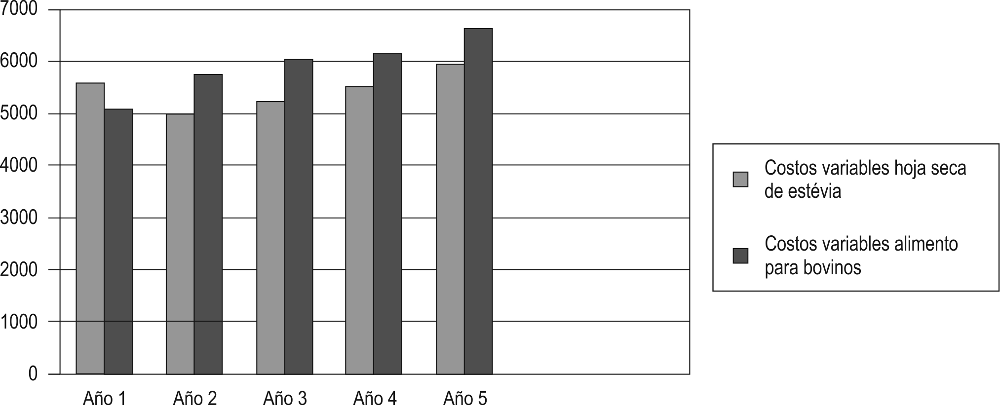 7000
6000
5000
4000
3000
2000
1000
0
Año 1
Año 2
Año 3
Año 4
Año 5
Costos variables hoja seca
de estévia
Costos variables alimento
para bovinos